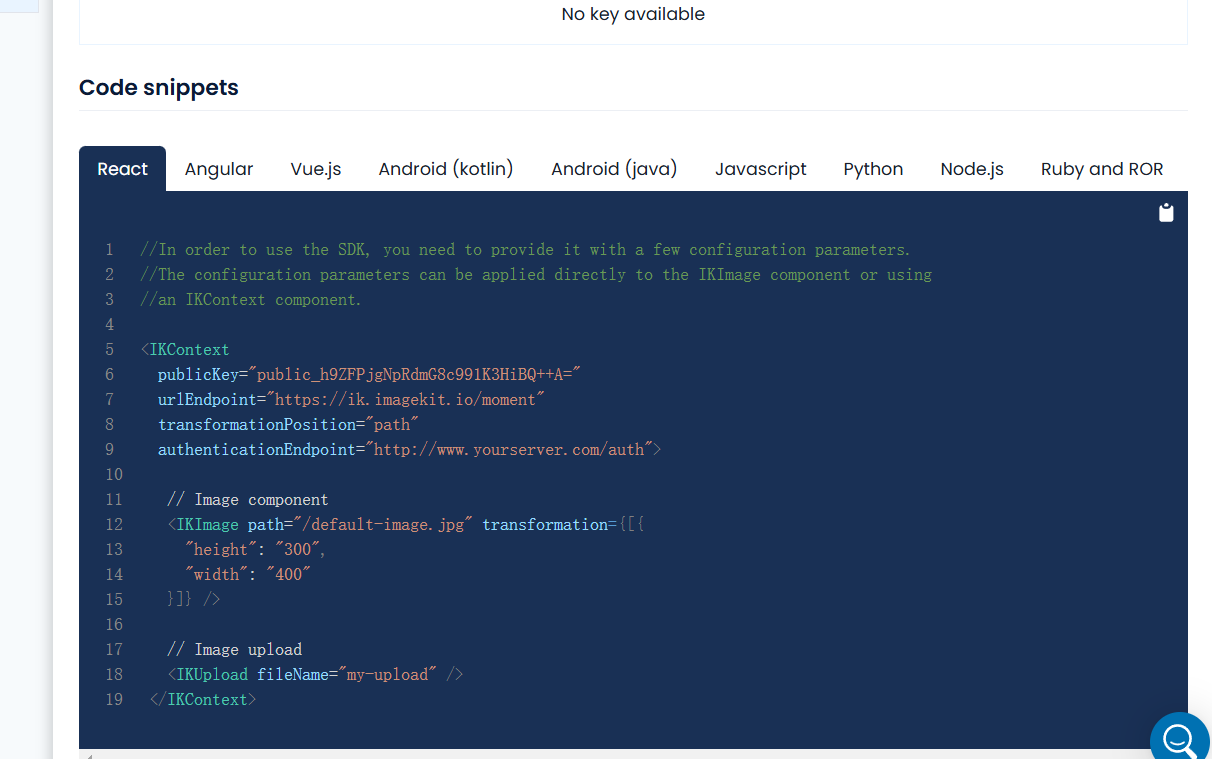 No key available
Code snippets
React Angular Vue.js Android (kotlin) Android (java) Javascript Python Node.js Ruby and ROR
1 //In order to use the SDK, you need to provide it with a few configuration parameters.
2 //The configuration parameters can be applied directly to the IKImage component or using
3 //an IKContext component.
4
5 <IKContext
6 publicKey="public_h9ZFPjgNpRdmG8c991K3HiBQ++A="
7 urlEndpoint="https://ik.imagekit.io/moment"
8 transformationPosition="path"
9 authenticationEndpoint="http://www.yourserver.com/auth">
10
11 // Image component
12 <IKImage path="/default-image.jpg" transformation={[{
13 "height": "300",
14 "width": "400"
15 }]} />
16
17 // Image upload
18 <IKUpload fileName="my-upload" />
19 </IKContext>